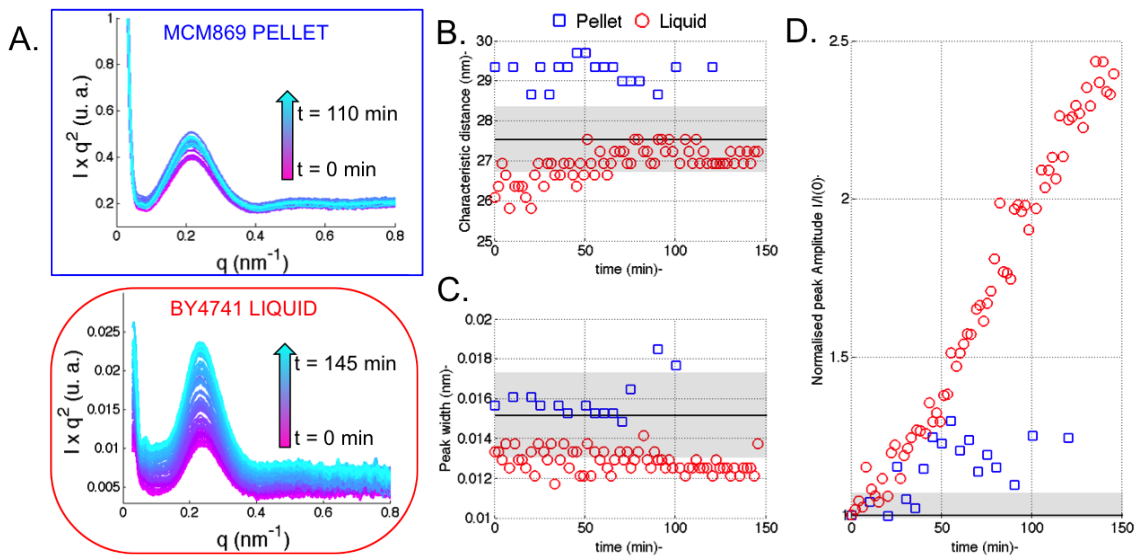 A.
MCM869 PELLET
I x q² (u. a.)
1
0.8
0.6
0.4
0.2
t = 110 min
t = 0 min
0
0.2
0.4
0.6
0.8
q (nm⁻¹)
BY4741 LIQUID
I x q² (u. a.)
0.025
0.02
0.015
0.01
0.005
t = 145 min
t = 0 min
0
0.2
0.4
0.6
0.8
q (nm⁻¹)
Pellet Liquid
B.
Characteristic distance (nm)-
30
29
28
27
26
25
0
50
100
150
time (min)-
C.
Peak width (nm)-
0.02
0.018
0.016
0.014
0.012
0.01
0
50
100
150
time (min)-
D.
Normalised peak Amplitude I/I(0)-
2.5
2
1.5
1
0
50
100
150
time (min)-